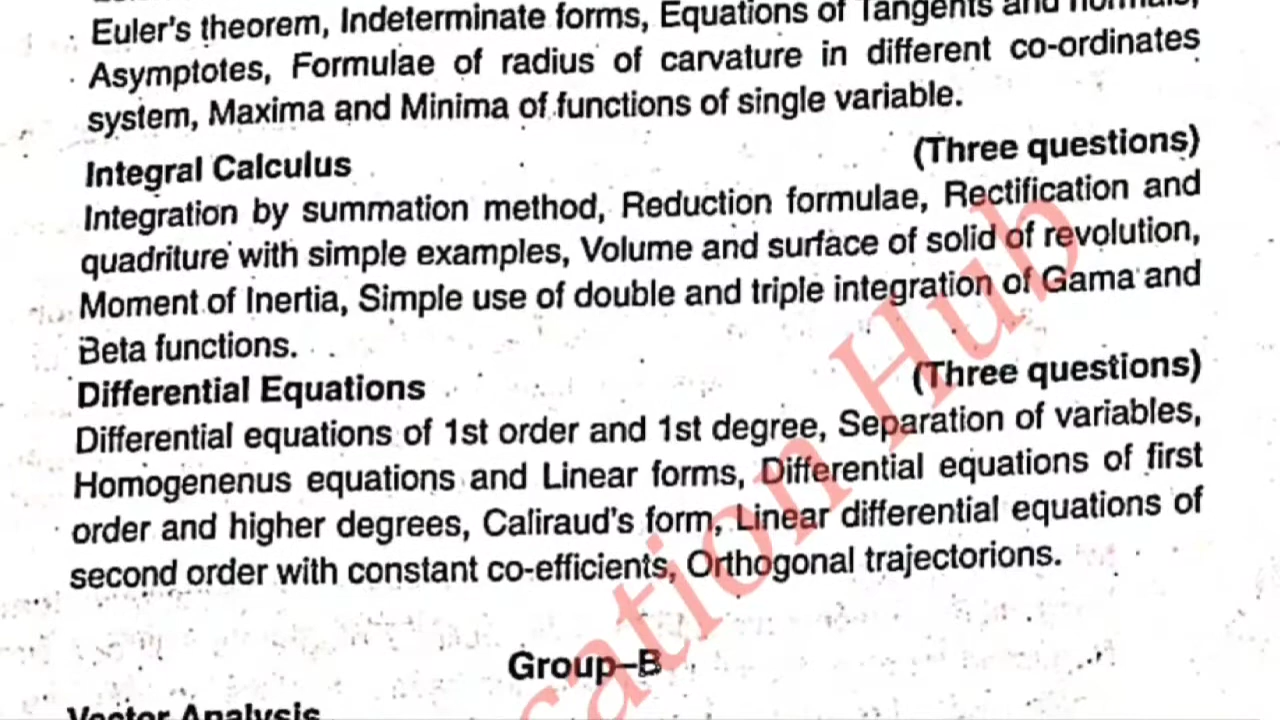 Euler's theorem, Indeterminate forms, Equations of Tangents and normals,
Asymptotes, Formulae of radius of carvature in different co-ordinates
system, Maxima and Minima of functions of single variable.
Integral Calculus (Three questions)
Integration by summation method, Reduction formulae, Rectification and
quadriture with simple examples, Volume and surface of solid of revolution,
Moment of Inertia, Simple use of double and triple integration of Gama and
Beta functions.
Differential Equations (Three questions)
Differential equations of 1st order and 1st degree, Separation of variables,
Homogenenus equations and Linear forms, Differential equations of first
order and higher degrees, Caliraud's form, Linear differential equations of
second order with constant co-efficients, Orthogonal trajectorions.
Group–B
Vector Analysis
cation Hub